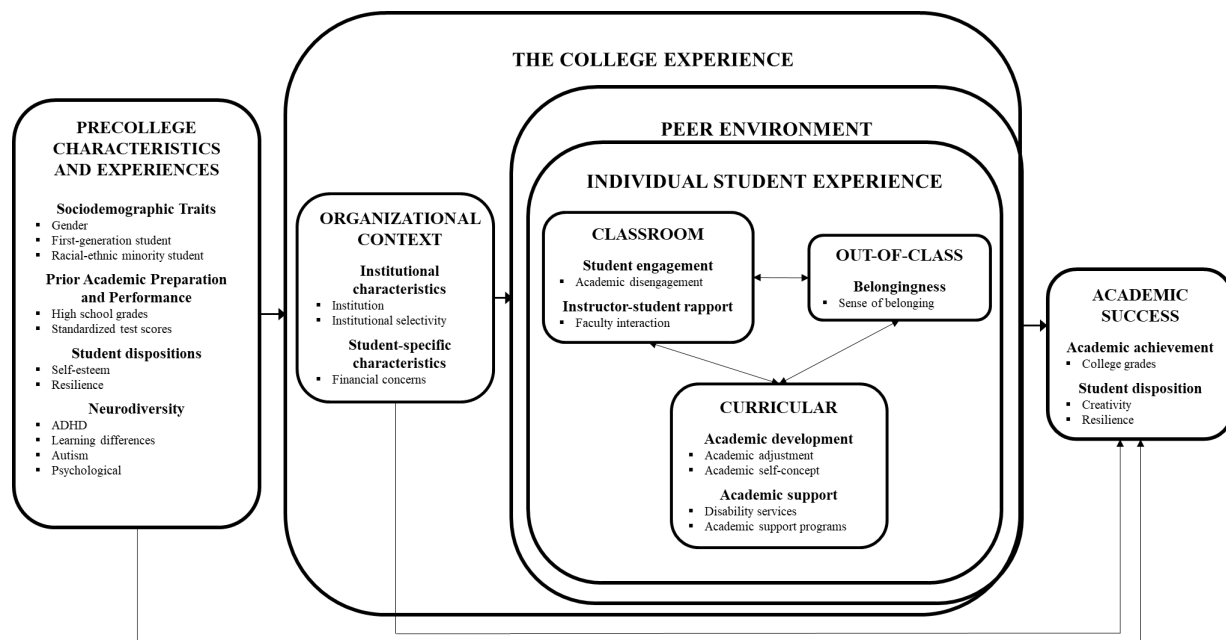 THE COLLEGE EXPERIENCE
PRECOLLEGE
CHARACTERISTICS
AND EXPERIENCES
Sociodemographic Traits
▪ Gender
▪ First-generation student
▪ Racial-ethnic minority student
Prior Academic Preparation
and Performance
▪ High school grades
▪ Standardized test scores
Student dispositions
▪ Self-esteem
▪ Resilience
Neurodiversity
▪ ADHD
▪ Learning differences
▪ Autism
▪ Psychological
ORGANIZATIONAL
CONTEXT
Institutional
characteristics
▪ Institution
▪ Institutional selectivity
Student-specific
characteristics
▪ Financial concerns
PEER ENVIRONMENT
INDIVIDUAL STUDENT EXPERIENCE
CLASSROOM
Student engagement
▪ Academic disengagement
Instructor-student rapport
▪ Faculty interaction
OUT-OF-CLASS
Belongingness
▪ Sense of belonging
CURRICULAR
Academic development
▪ Academic adjustment
▪ Academic self-concept
Academic support
▪ Disability services
▪ Academic support programs
ACADEMIC
SUCCESS
Academic achievement
▪ College grades
Student disposition
▪ Creativity
▪ Resilience